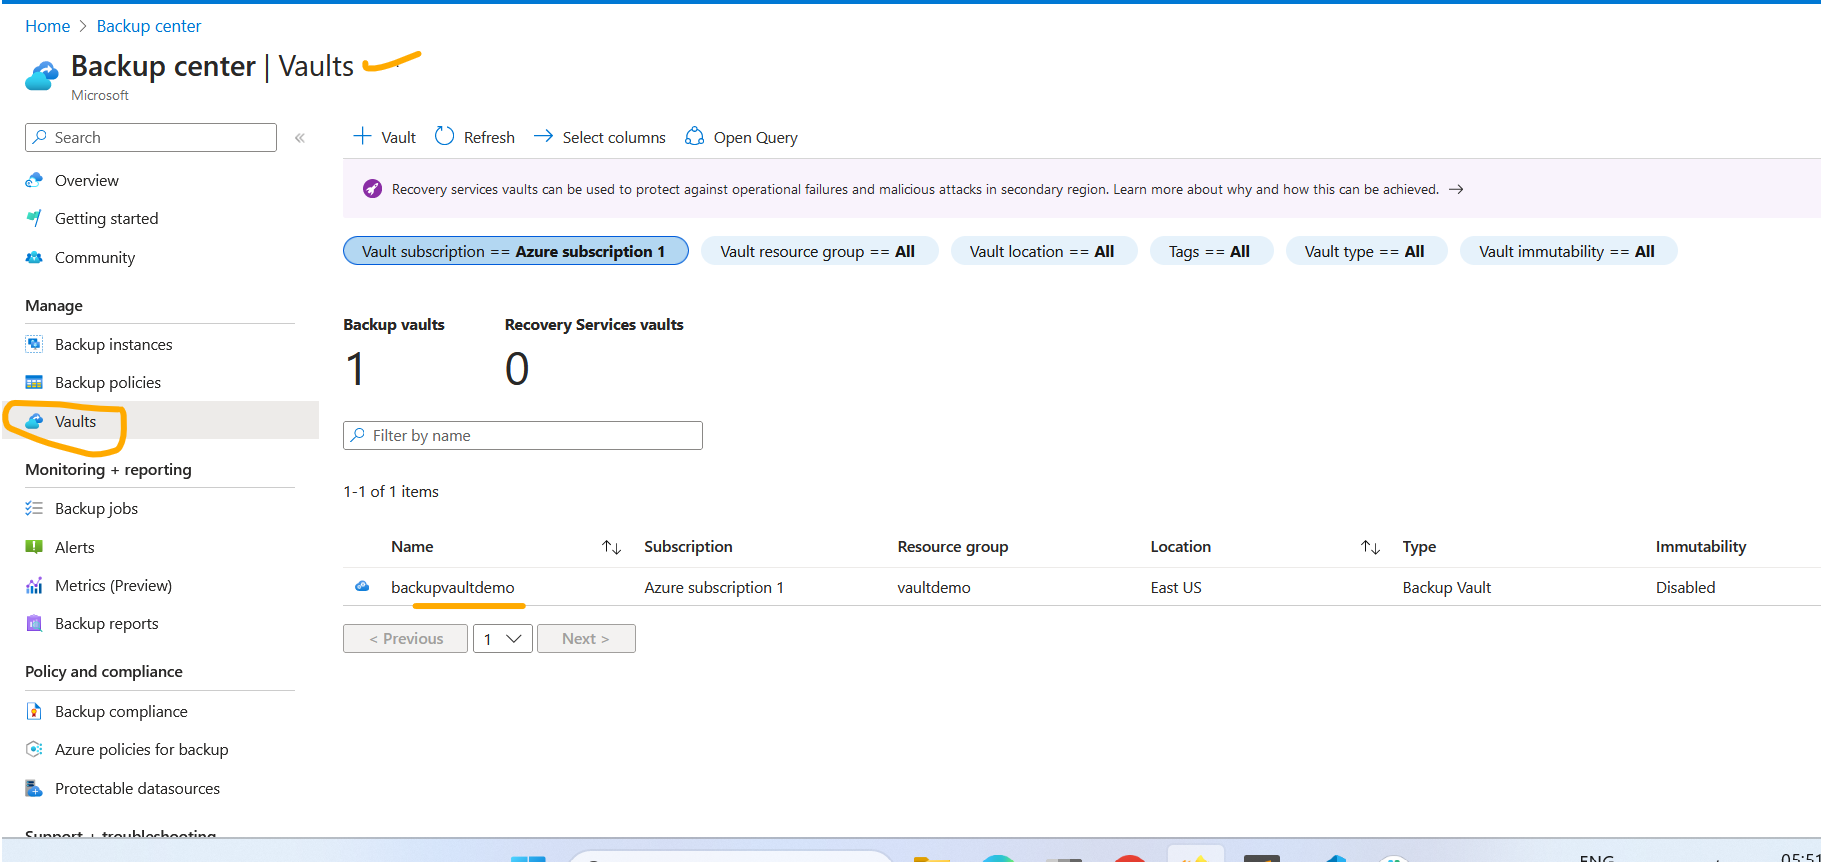 Home > Backup center
Backup center | Vaults
Microsoft
Search «
Overview
Getting started
Community
Manage
Backup instances
Backup policies
Vaults
Monitoring + reporting
Backup jobs
Alerts
Metrics (Preview)
Backup reports
Policy and compliance
Backup compliance
Azure policies for backup
Protectable datasources
Support + troubleshooting
+ Vault Refresh Select columns Open Query
Recovery services vaults can be used to protect against operational failures and malicious attacks in secondary region. Learn more about why and how this can be achieved. →
Vault subscription == Azure subscription 1 Vault resource group == All Vault location == All Tags == All Vault type == All Vault immutability == All
Backup vaults Recovery Services vaults
1 0
Filter by name
1-1 of 1 items
Name ↑↓ Subscription Resource group Location ↑↓ Type Immutability
backupvaultdemo Azure subscription 1 vaultdemo East US Backup Vault Disabled
< Previous 1 Next >
ENG 05:51